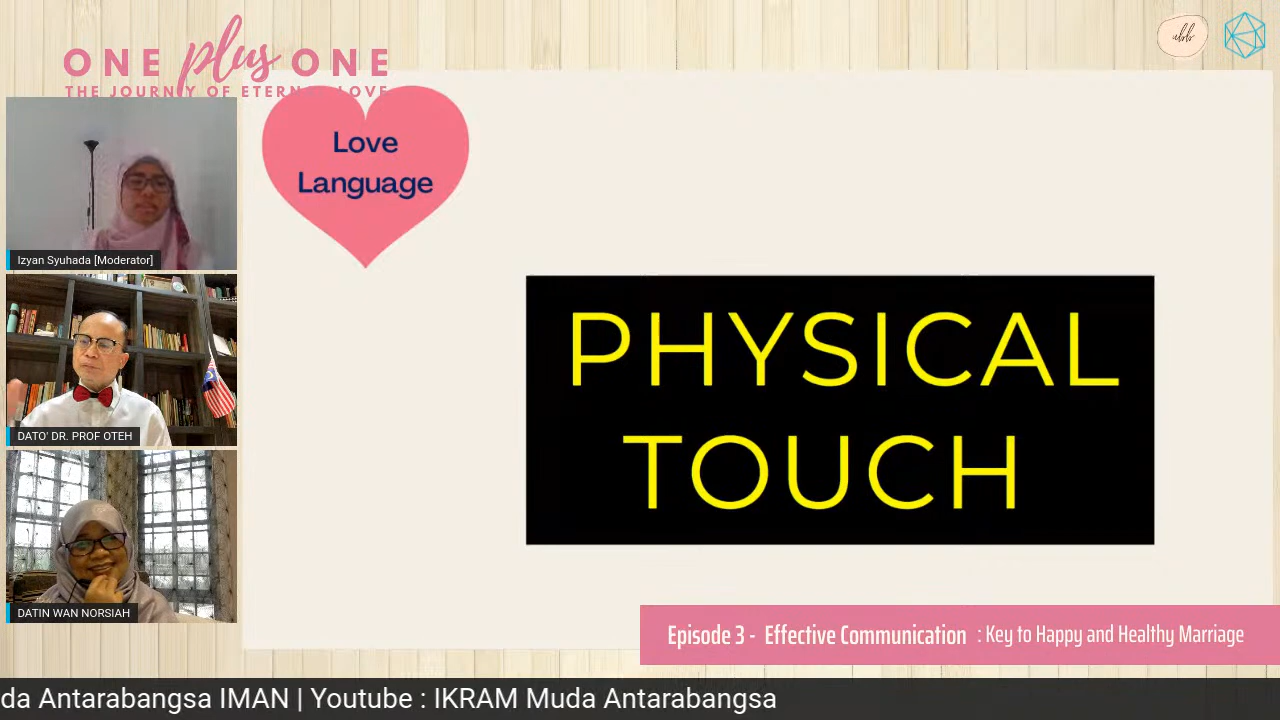 ONE plus ONE
THE JOURNEY OF ETERNAL LOVE
Love
Language
Izyan Syuhada [Moderator]
DATO' DR. PROF OTEH
DATIN WAN NORSIAH
PHYSICAL
TOUCH
Episode 3 - Effective Communication : Key to Happy and Healthy Marriage
da Antarabangsa IMAN | Youtube : IKRAM Muda Antarabangsa